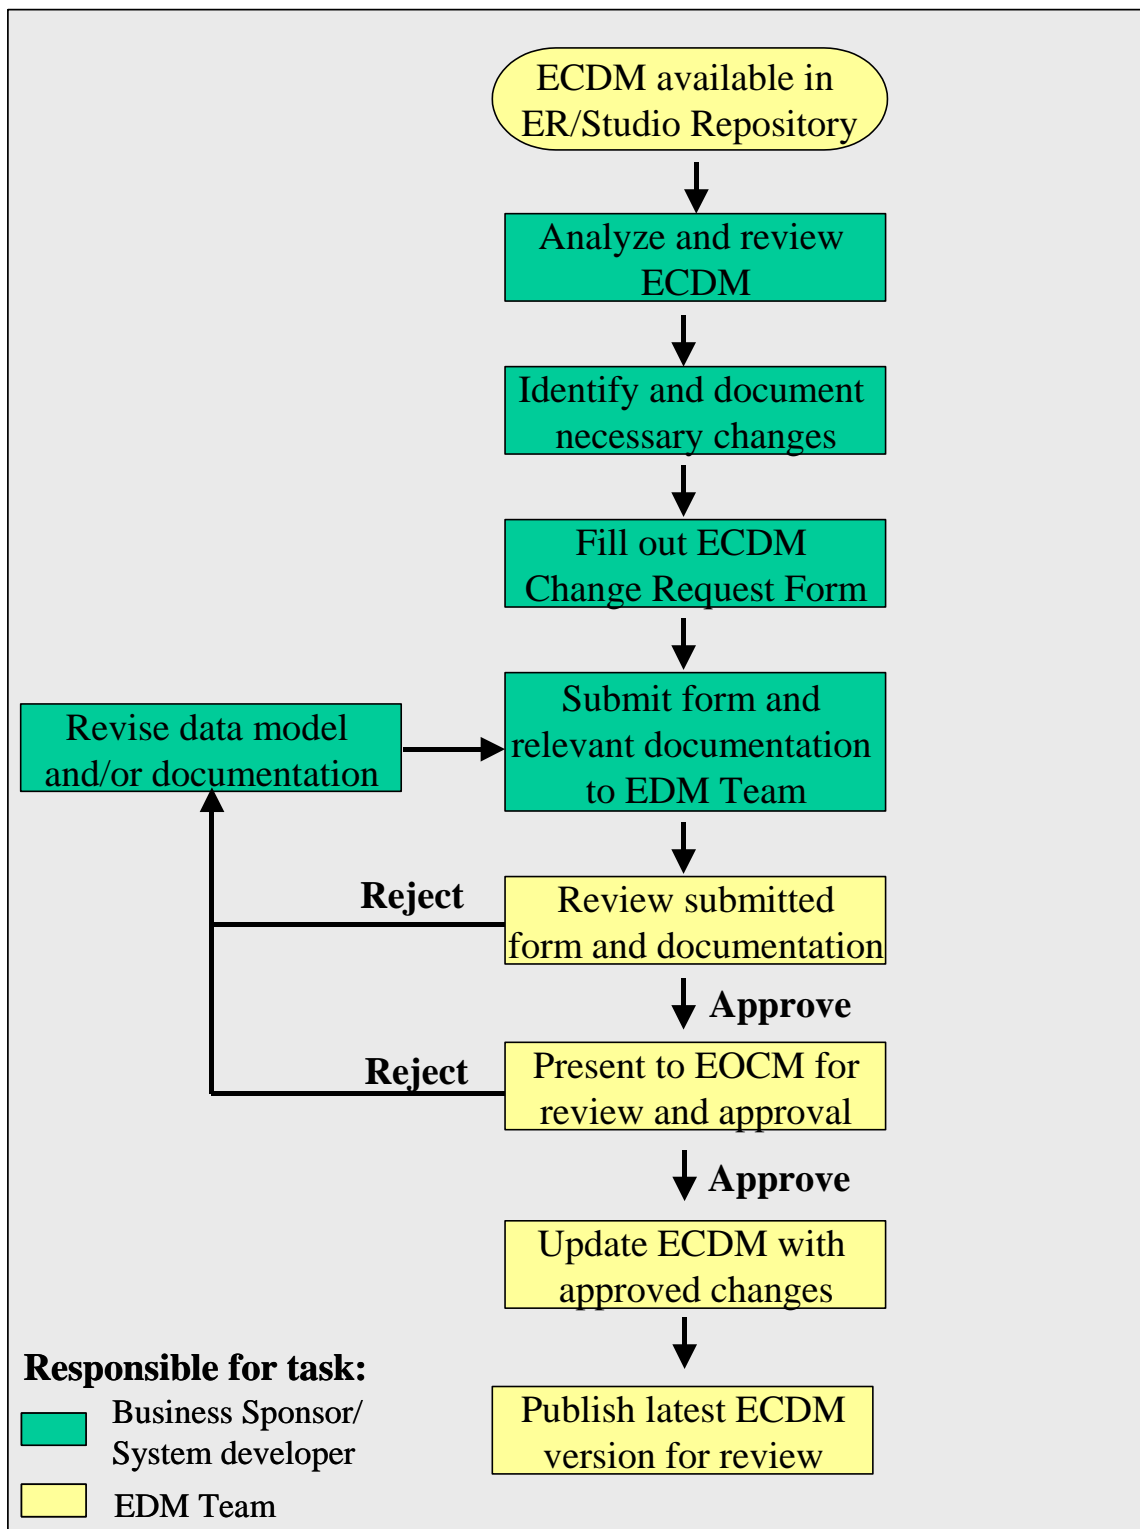 ECDM available in
ER/Studio Repository
Analyze and review
ECDM
Identify and document
necessary changes
Fill out ECDM
Change Request Form
Submit form and
relevant documentation
to EDM Team
Revise data model
and/or documentation
Reject
Review submitted
form and documentation
Approve
Reject
Present to EOCM for
review and approval
Approve
Update ECDM with
approved changes
Publish latest ECDM
version for review
Responsible for task:
Business Sponsor/
System developer
EDM Team